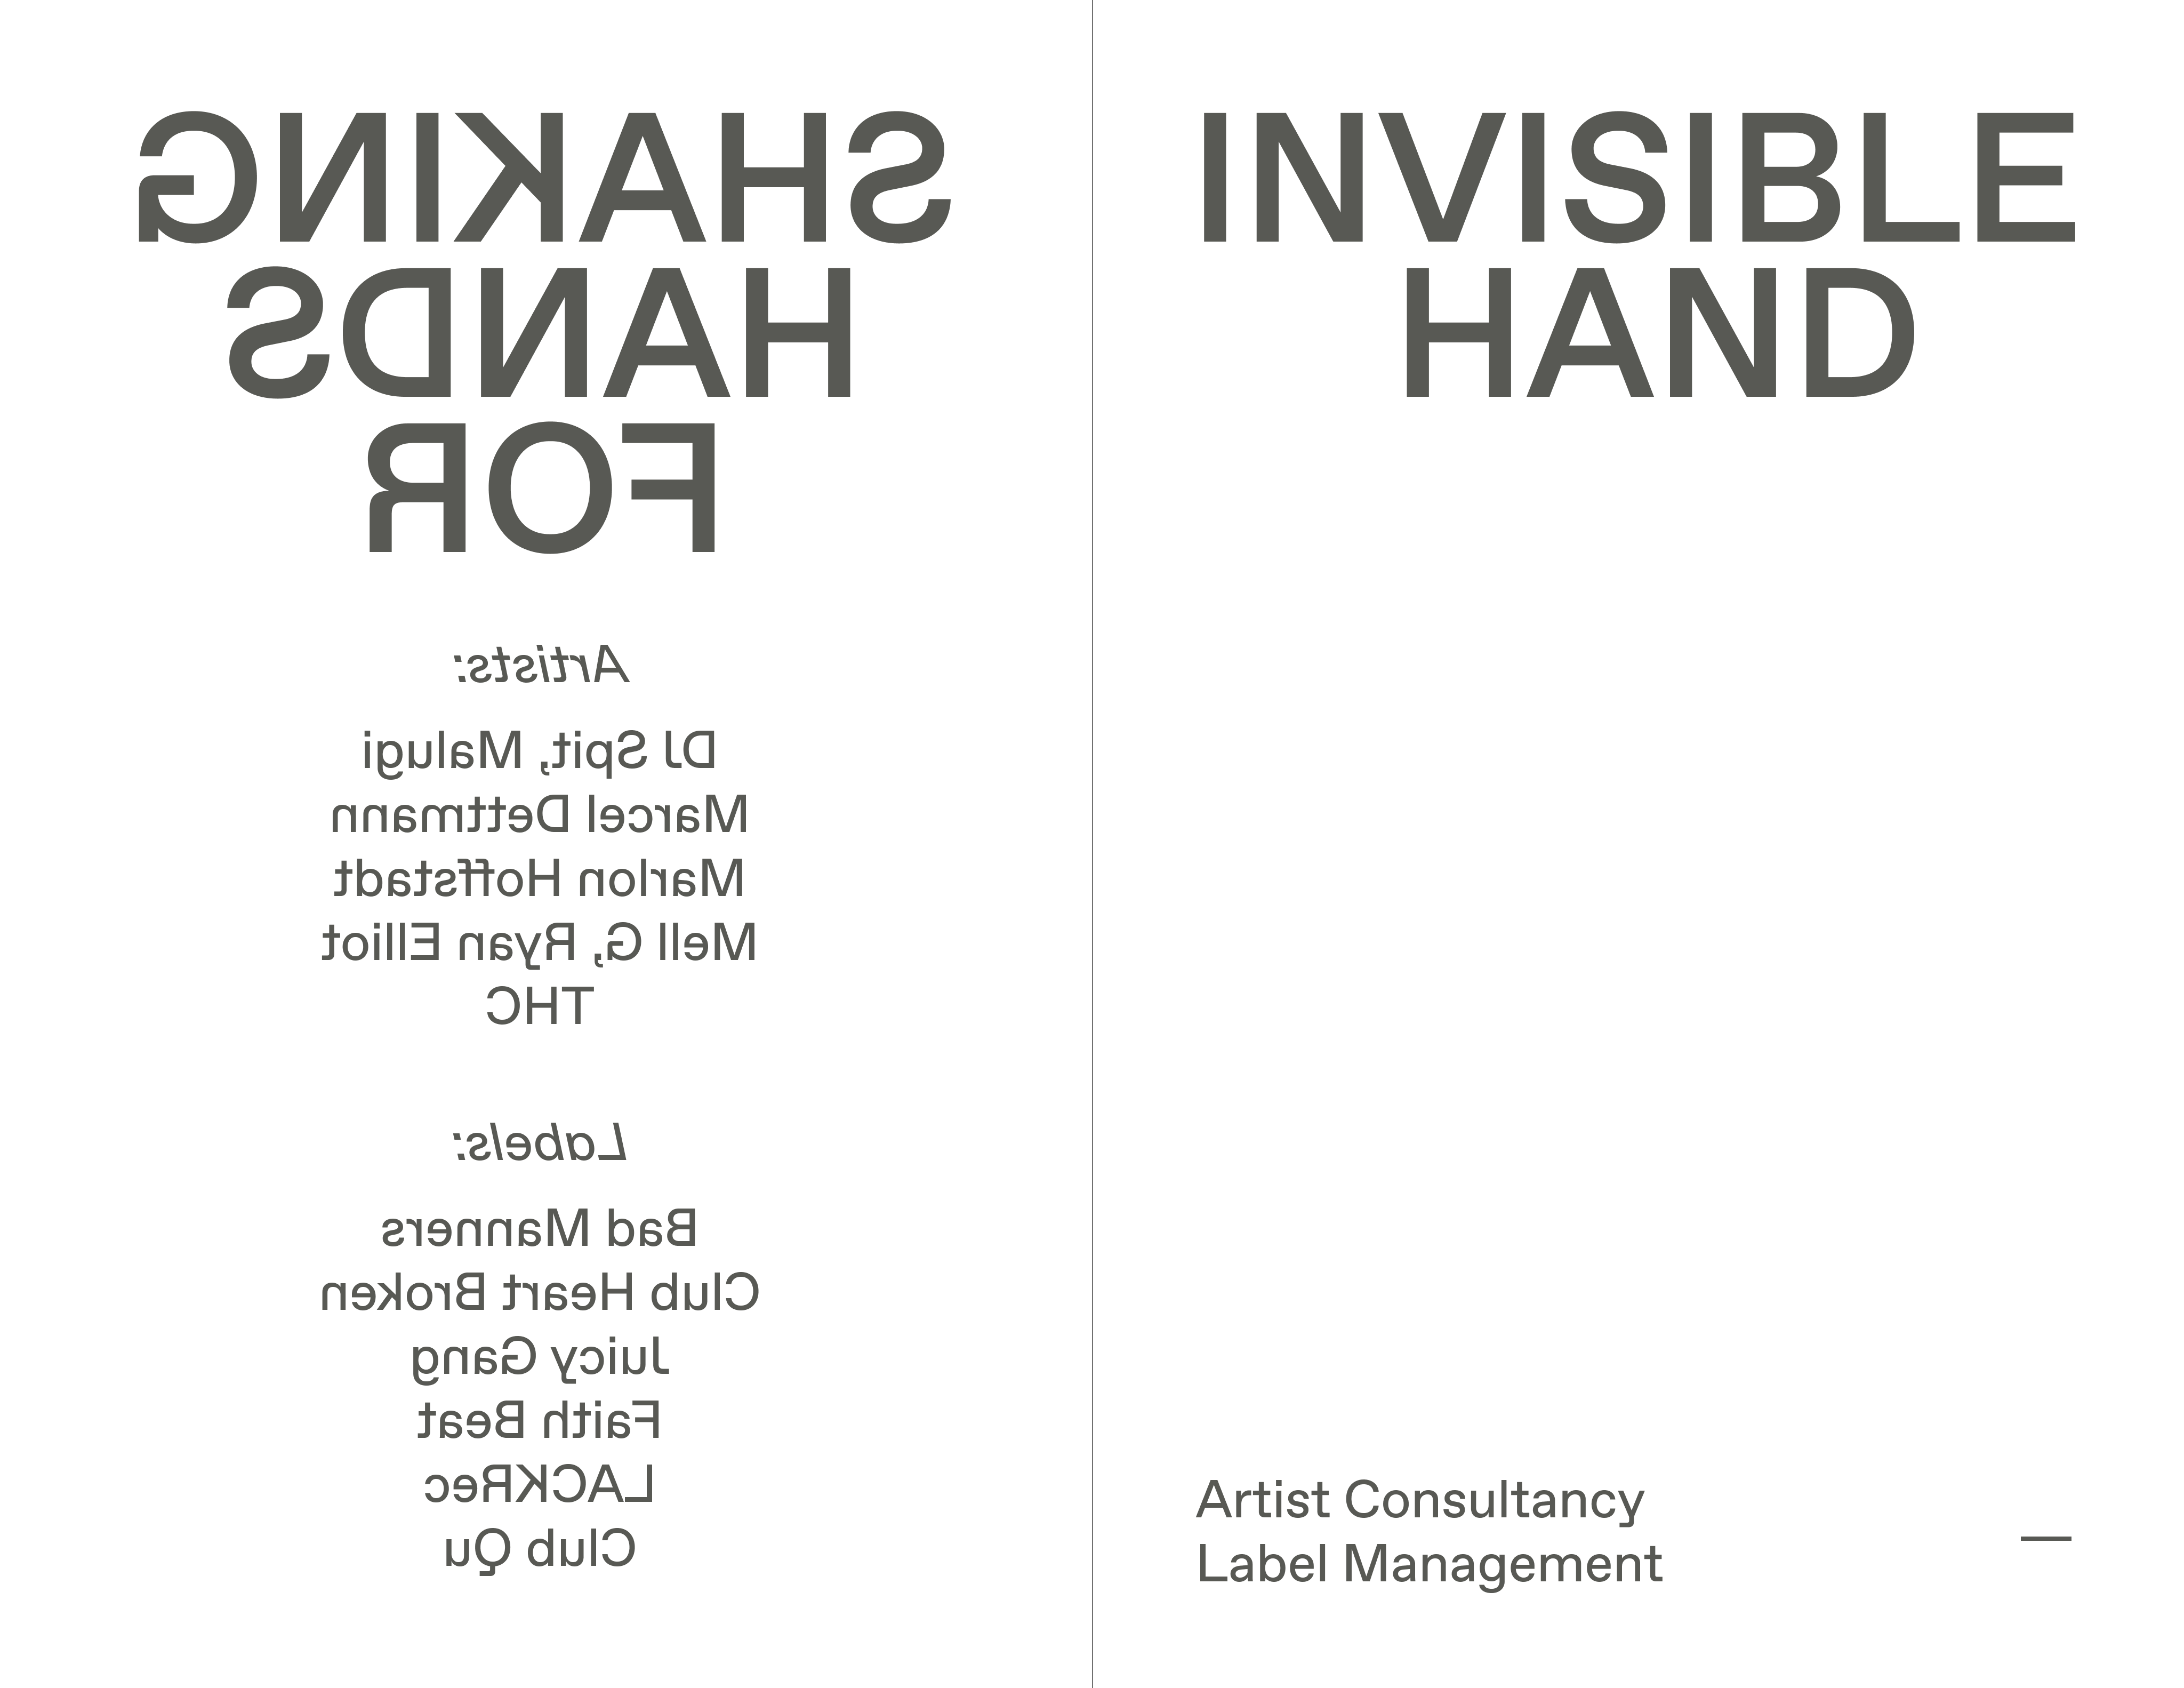 SHAKING
HANDS
FOR
Artists:
DJ Spit, Malugi
Marcel Dettmann
Marlon Hoffstadt
Nell G, Ryan Elliot
THC
Labels:
Bad Manners
Club Heart Broken
Juicy Gang
Faith Beat
LACKRec
Club Qu
INVISIBLE
HAND
Artist Consultancy
Label Management
—